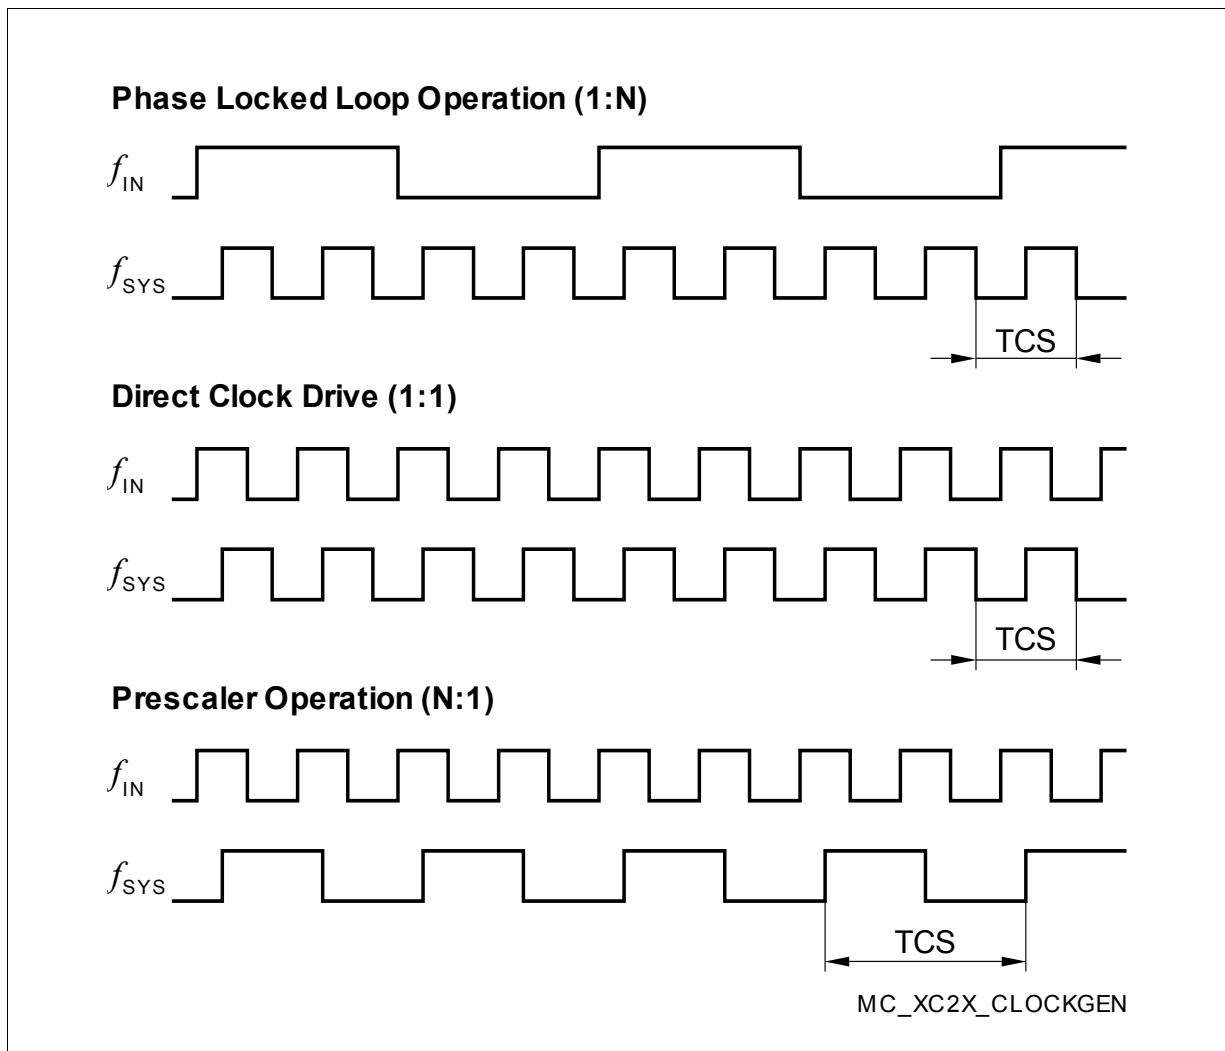 Phase Locked Loop Operation (1:N)
fIN
fSYS
TCS
Direct Clock Drive (1:1)
fIN
fSYS
TCS
Prescaler Operation (N:1)
fIN
fSYS
TCS
MC_XC2X_CLOCKGEN